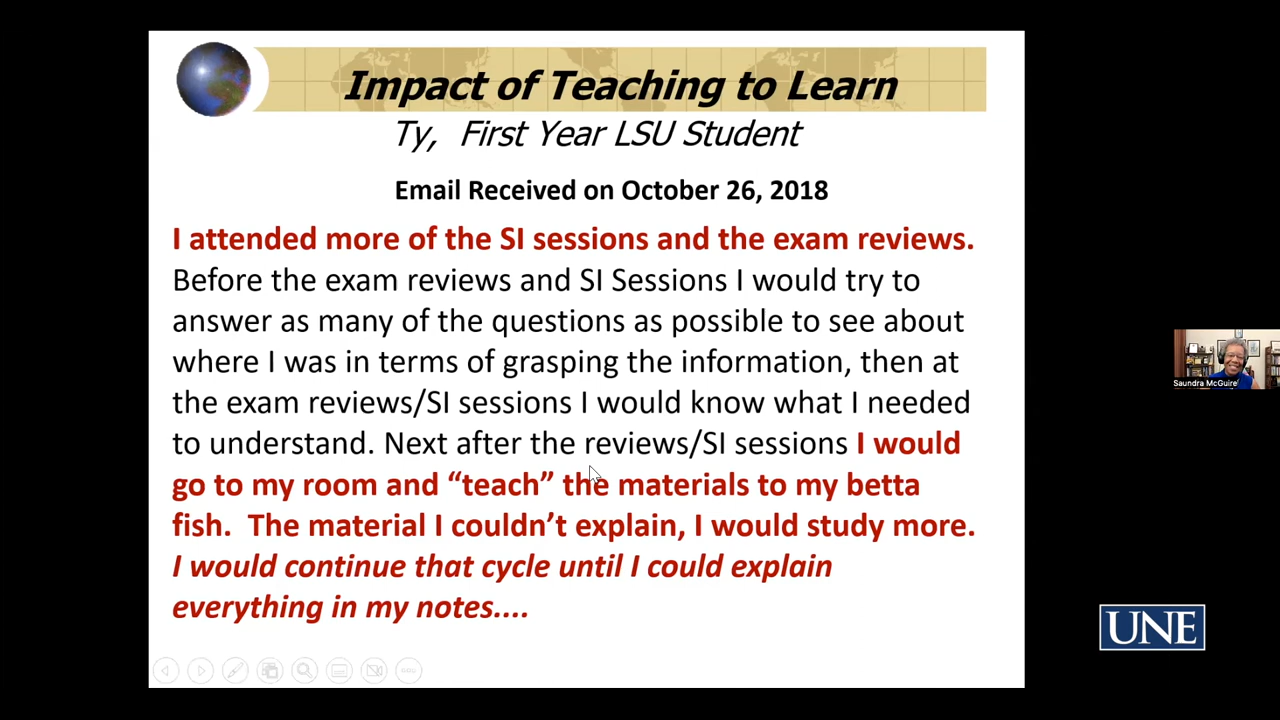 Impact of Teaching to Learn
Ty, First Year LSU Student
Email Received on October 26, 2018
I attended more of the SI sessions and the exam reviews.
Before the exam reviews and SI Sessions I would try to
answer as many of the questions as possible to see about
where I was in terms of grasping the information, then at
the exam reviews/SI sessions I would know what I needed
to understand. Next after the reviews/SI sessions I would
go to my room and “teach” the materials to my betta
fish.  The material I couldn’t explain, I would study more.
I would continue that cycle until I could explain
everything in my notes....
Saundra McGuire
UNE